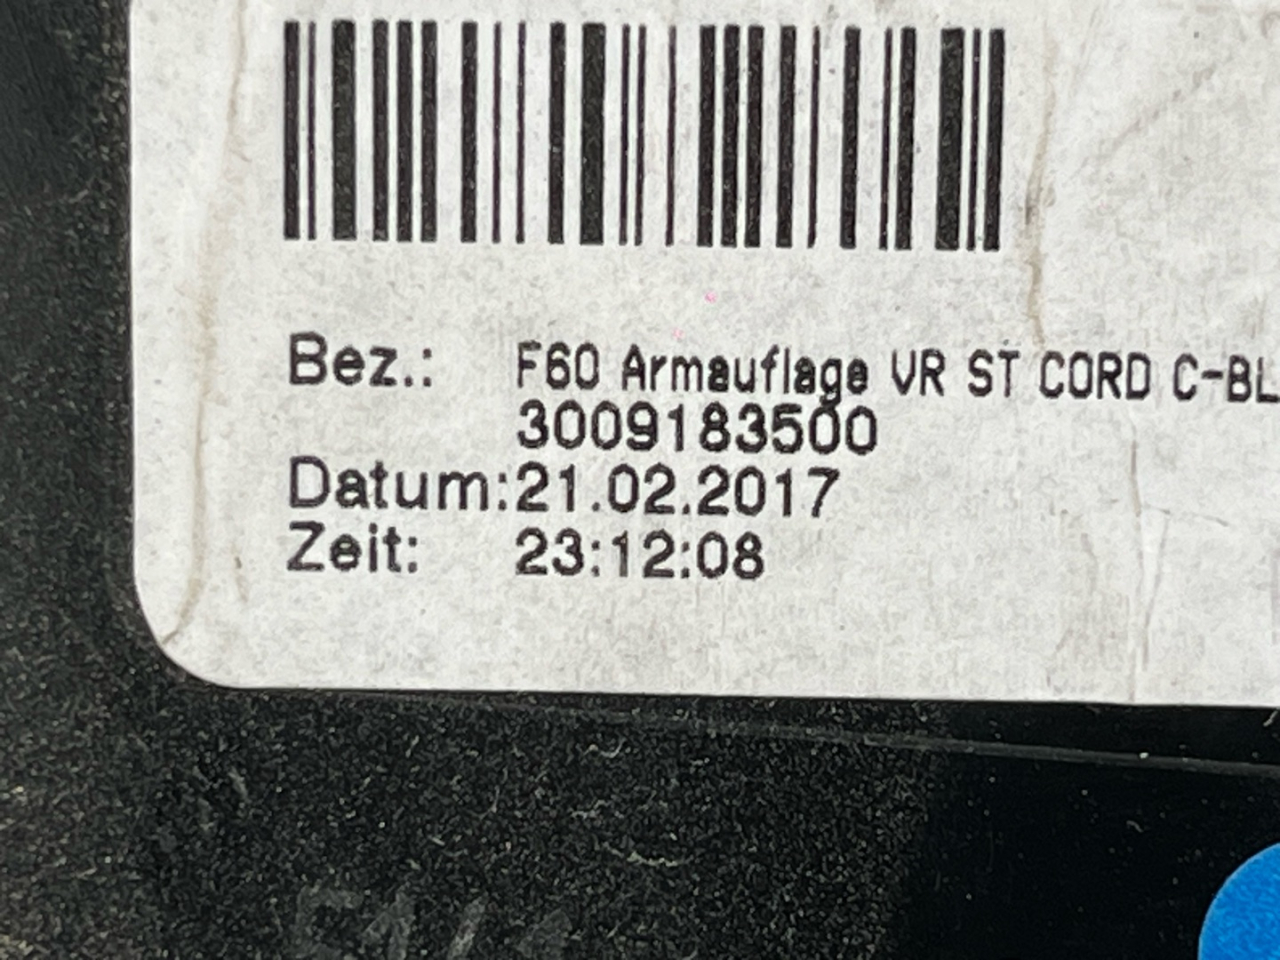 Bez.: F60 Armauflage VR ST CORD C-BL
3009183500
Datum:21.02.2017
Zeit: 23:12:08